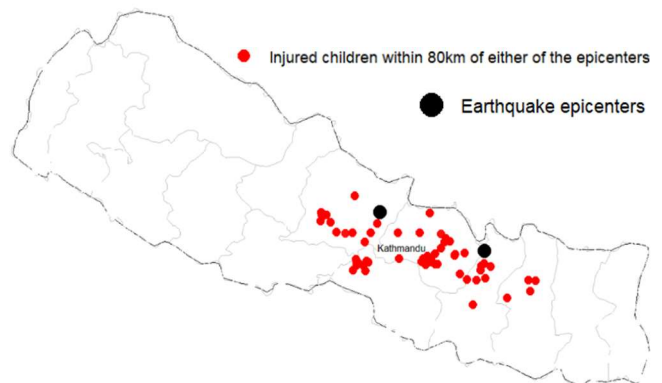 Injured children within 80km of either of the epicenters
Earthquake epicenters
Kathmandu